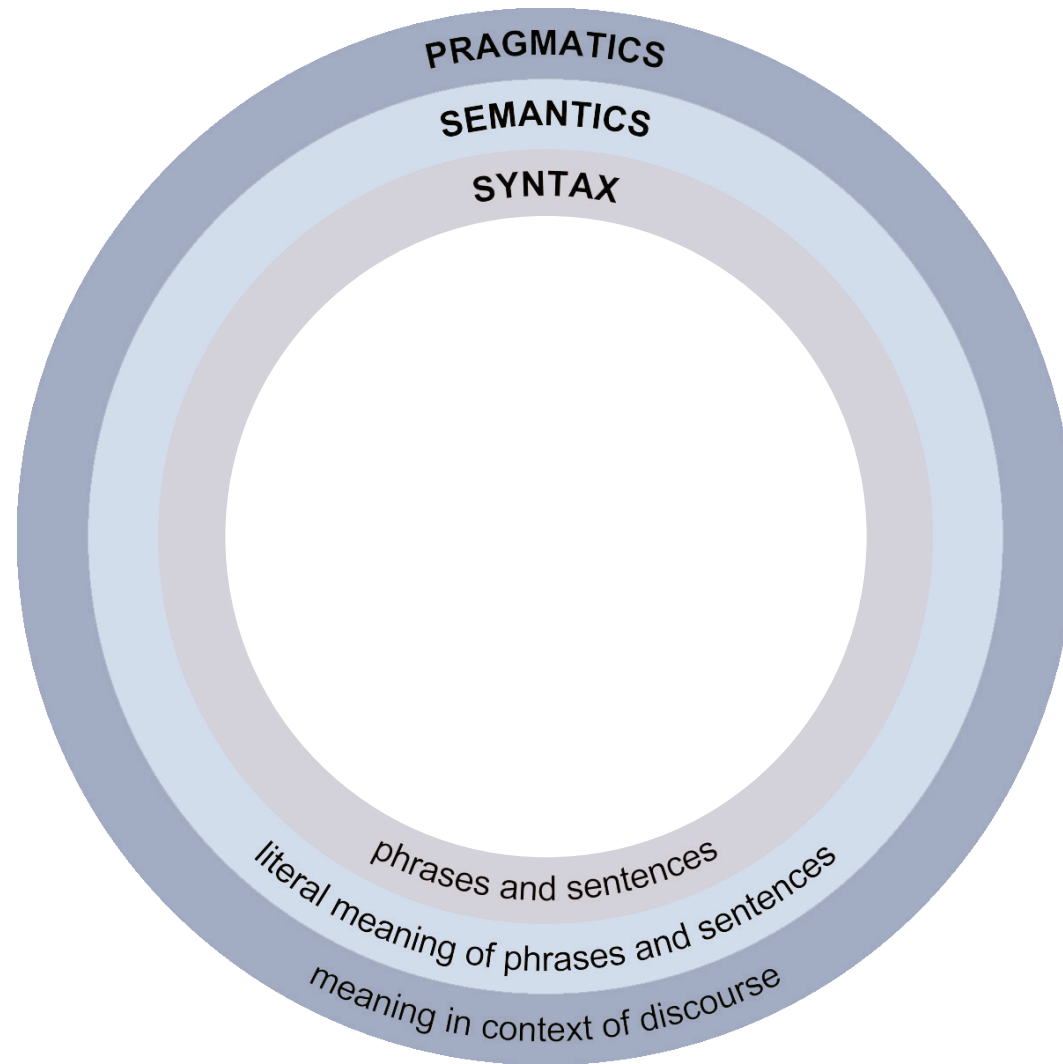 PRAGMATICS
SEMANTICS
SYNTAX
phrases and sentences
literal meaning of phrases and sentences
meaning in context of discourse